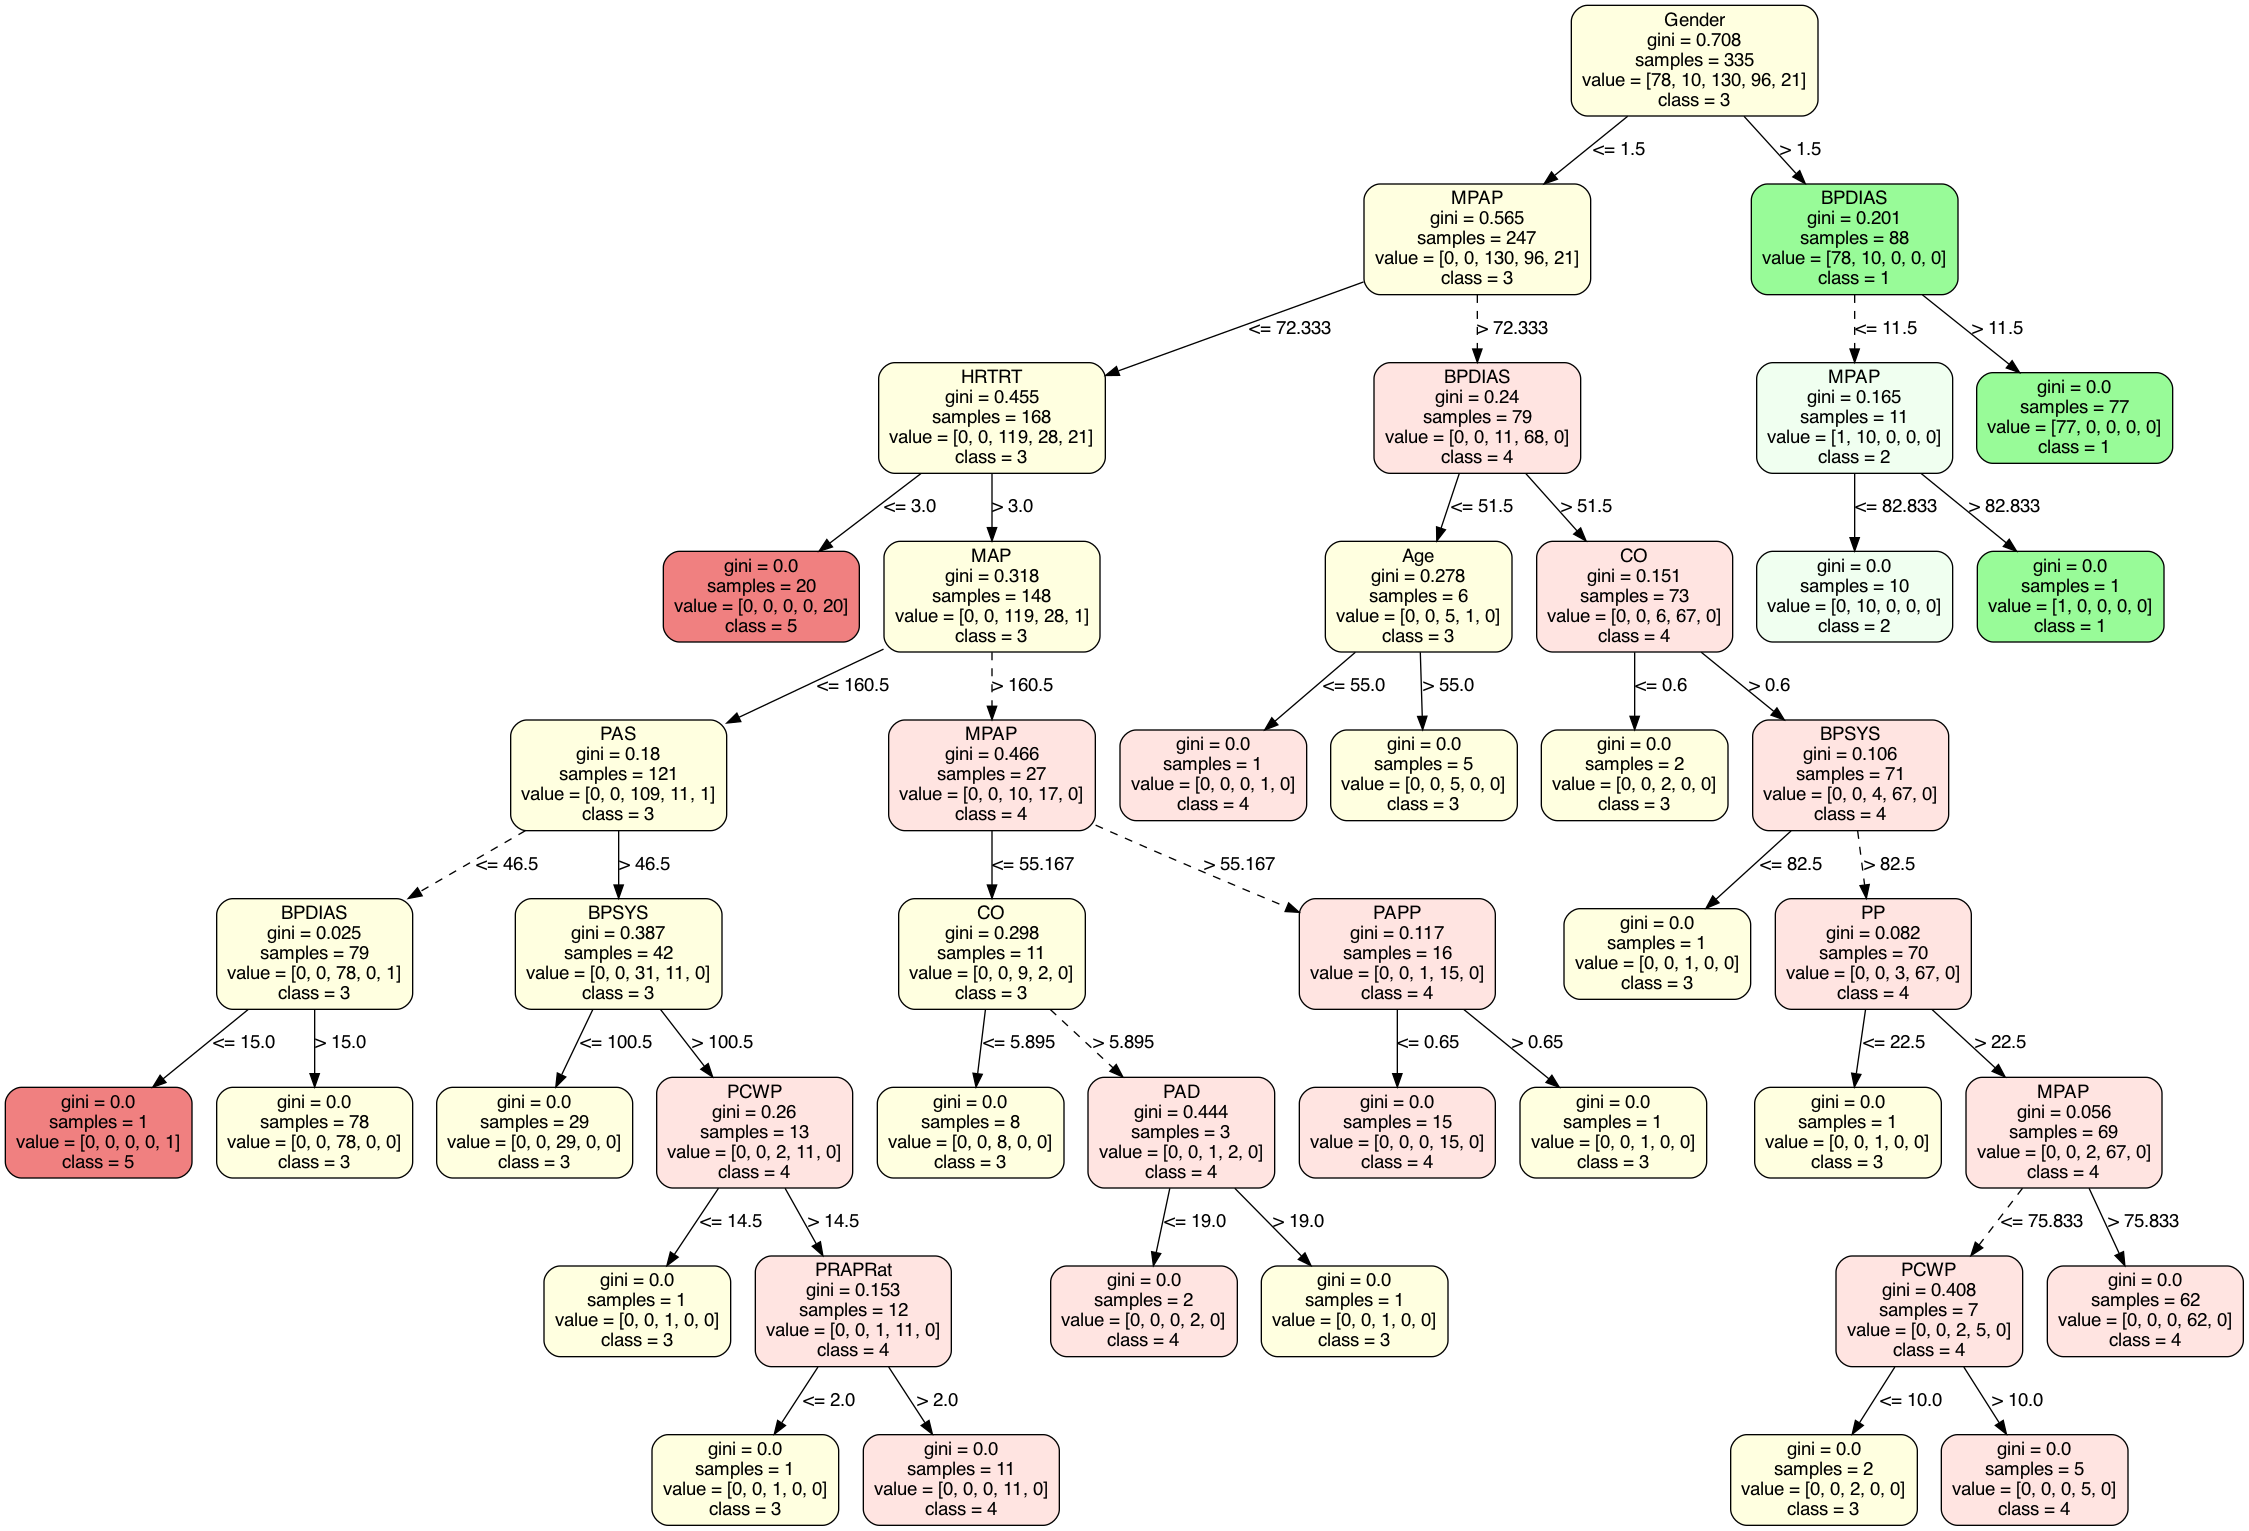 Gender
gini = 0.708
samples = 335
value = [78, 10, 130, 96, 21]
class = 3
<= 1.5
> 1.5
MPAP
gini = 0.565
samples = 247
value = [0, 0, 130, 96, 21]
class = 3
BPDIAS
gini = 0.201
samples = 88
value = [78, 10, 0, 0, 0]
class = 1
<= 72.333
> 72.333
<= 11.5
> 11.5
HRTRT
gini = 0.455
samples = 168
value = [0, 0, 119, 28, 21]
class = 3
BPDIAS
gini = 0.24
samples = 79
value = [0, 0, 11, 68, 0]
class = 4
MPAP
gini = 0.165
samples = 11
value = [1, 10, 0, 0, 0]
class = 2
gini = 0.0
samples = 77
value = [77, 0, 0, 0, 0]
class = 1
<= 3.0
> 3.0
<= 51.5
> 51.5
<= 82.833
> 82.833
gini = 0.0
samples = 20
value = [0, 0, 0, 0, 20]
class = 5
MAP
gini = 0.318
samples = 148
value = [0, 0, 119, 28, 1]
class = 3
Age
gini = 0.278
samples = 6
value = [0, 0, 5, 1, 0]
class = 3
CO
gini = 0.151
samples = 73
value = [0, 0, 6, 67, 0]
class = 4
gini = 0.0
samples = 10
value = [0, 10, 0, 0, 0]
class = 2
gini = 0.0
samples = 1
value = [1, 0, 0, 0, 0]
class = 1
<= 160.5
> 160.5
<= 55.0
> 55.0
<= 0.6
> 0.6
PAS
gini = 0.18
samples = 121
value = [0, 0, 109, 11, 1]
class = 3
MPAP
gini = 0.466
samples = 27
value = [0, 0, 10, 17, 0]
class = 4
gini = 0.0
samples = 1
value = [0, 0, 0, 1, 0]
class = 4
gini = 0.0
samples = 5
value = [0, 0, 5, 0, 0]
class = 3
gini = 0.0
samples = 2
value = [0, 0, 2, 0, 0]
class = 3
BPSYS
gini = 0.106
samples = 71
value = [0, 0, 4, 67, 0]
class = 4
<= 46.5
> 46.5
<= 55.167
> 55.167
<= 82.5
> 82.5
BPDIAS
gini = 0.025
samples = 79
value = [0, 0, 78, 0, 1]
class = 3
BPSYS
gini = 0.387
samples = 42
value = [0, 0, 31, 11, 0]
class = 3
CO
gini = 0.298
samples = 11
value = [0, 0, 9, 2, 0]
class = 3
PAPP
gini = 0.117
samples = 16
value = [0, 0, 1, 15, 0]
class = 4
gini = 0.0
samples = 1
value = [0, 0, 1, 0, 0]
class = 3
PP
gini = 0.082
samples = 70
value = [0, 0, 3, 67, 0]
class = 4
<= 15.0
> 15.0
<= 100.5
> 100.5
<= 5.895
> 5.895
<= 0.65
> 0.65
<= 22.5
> 22.5
gini = 0.0
samples = 1
value = [0, 0, 0, 0, 1]
class = 5
gini = 0.0
samples = 78
value = [0, 0, 78, 0, 0]
class = 3
gini = 0.0
samples = 29
value = [0, 0, 29, 0, 0]
class = 3
PCWP
gini = 0.26
samples = 13
value = [0, 0, 2, 11, 0]
class = 4
gini = 0.0
samples = 8
value = [0, 0, 8, 0, 0]
class = 3
PAD
gini = 0.444
samples = 3
value = [0, 0, 1, 2, 0]
class = 4
gini = 0.0
samples = 15
value = [0, 0, 0, 15, 0]
class = 4
gini = 0.0
samples = 1
value = [0, 0, 1, 0, 0]
class = 3
gini = 0.0
samples = 1
value = [0, 0, 1, 0, 0]
class = 3
MPAP
gini = 0.056
samples = 69
value = [0, 0, 2, 67, 0]
class = 4
<= 14.5
> 14.5
<= 19.0
> 19.0
<= 75.833
> 75.833
gini = 0.0
samples = 1
value = [0, 0, 1, 0, 0]
class = 3
PRAPRat
gini = 0.153
samples = 12
value = [0, 0, 1, 11, 0]
class = 4
gini = 0.0
samples = 2
value = [0, 0, 0, 2, 0]
class = 4
gini = 0.0
samples = 1
value = [0, 0, 1, 0, 0]
class = 3
PCWP
gini = 0.408
samples = 7
value = [0, 0, 2, 5, 0]
class = 4
gini = 0.0
samples = 62
value = [0, 0, 0, 62, 0]
class = 4
<= 2.0
> 2.0
<= 10.0
> 10.0
gini = 0.0
samples = 1
value = [0, 0, 1, 0, 0]
class = 3
gini = 0.0
samples = 11
value = [0, 0, 0, 11, 0]
class = 4
gini = 0.0
samples = 2
value = [0, 0, 2, 0, 0]
class = 3
gini = 0.0
samples = 5
value = [0, 0, 0, 5, 0]
class = 4